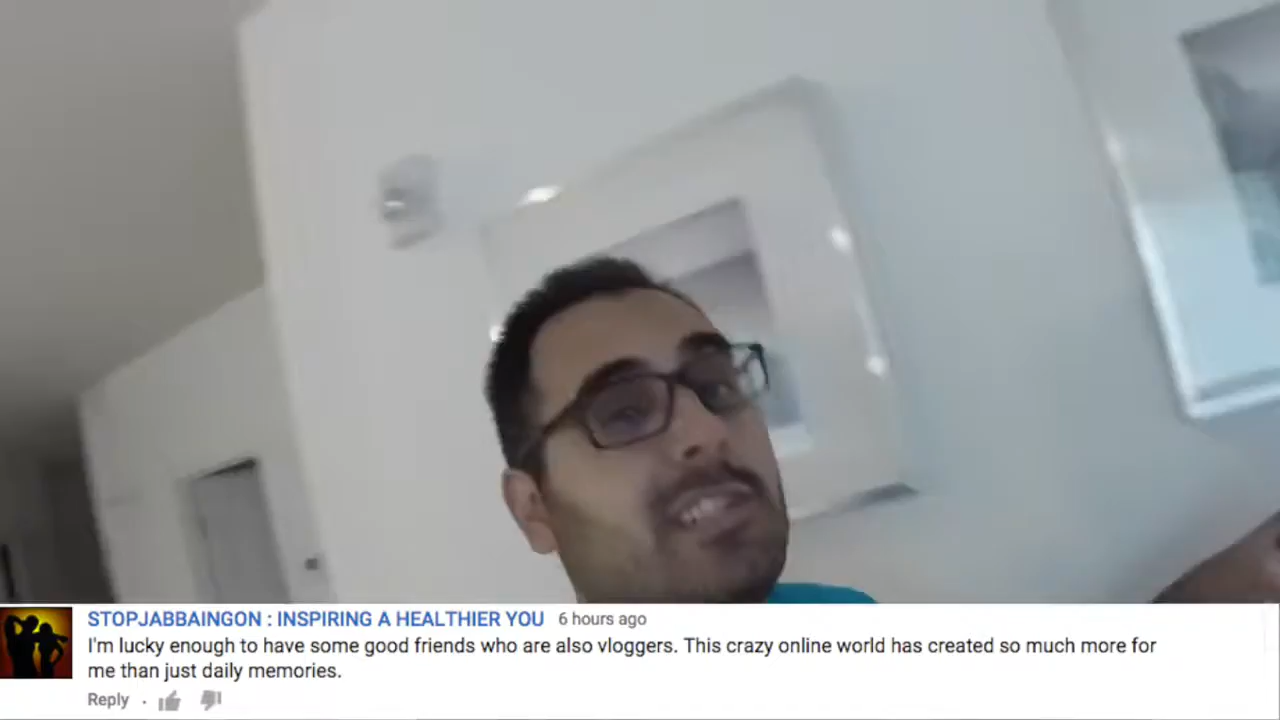 STOPJABBAINGON : INSPIRING A HEALTHIER YOU 6 hours ago
I'm lucky enough to have some good friends who are also vloggers. This crazy online world has created so much more for
me than just daily memories.
Reply